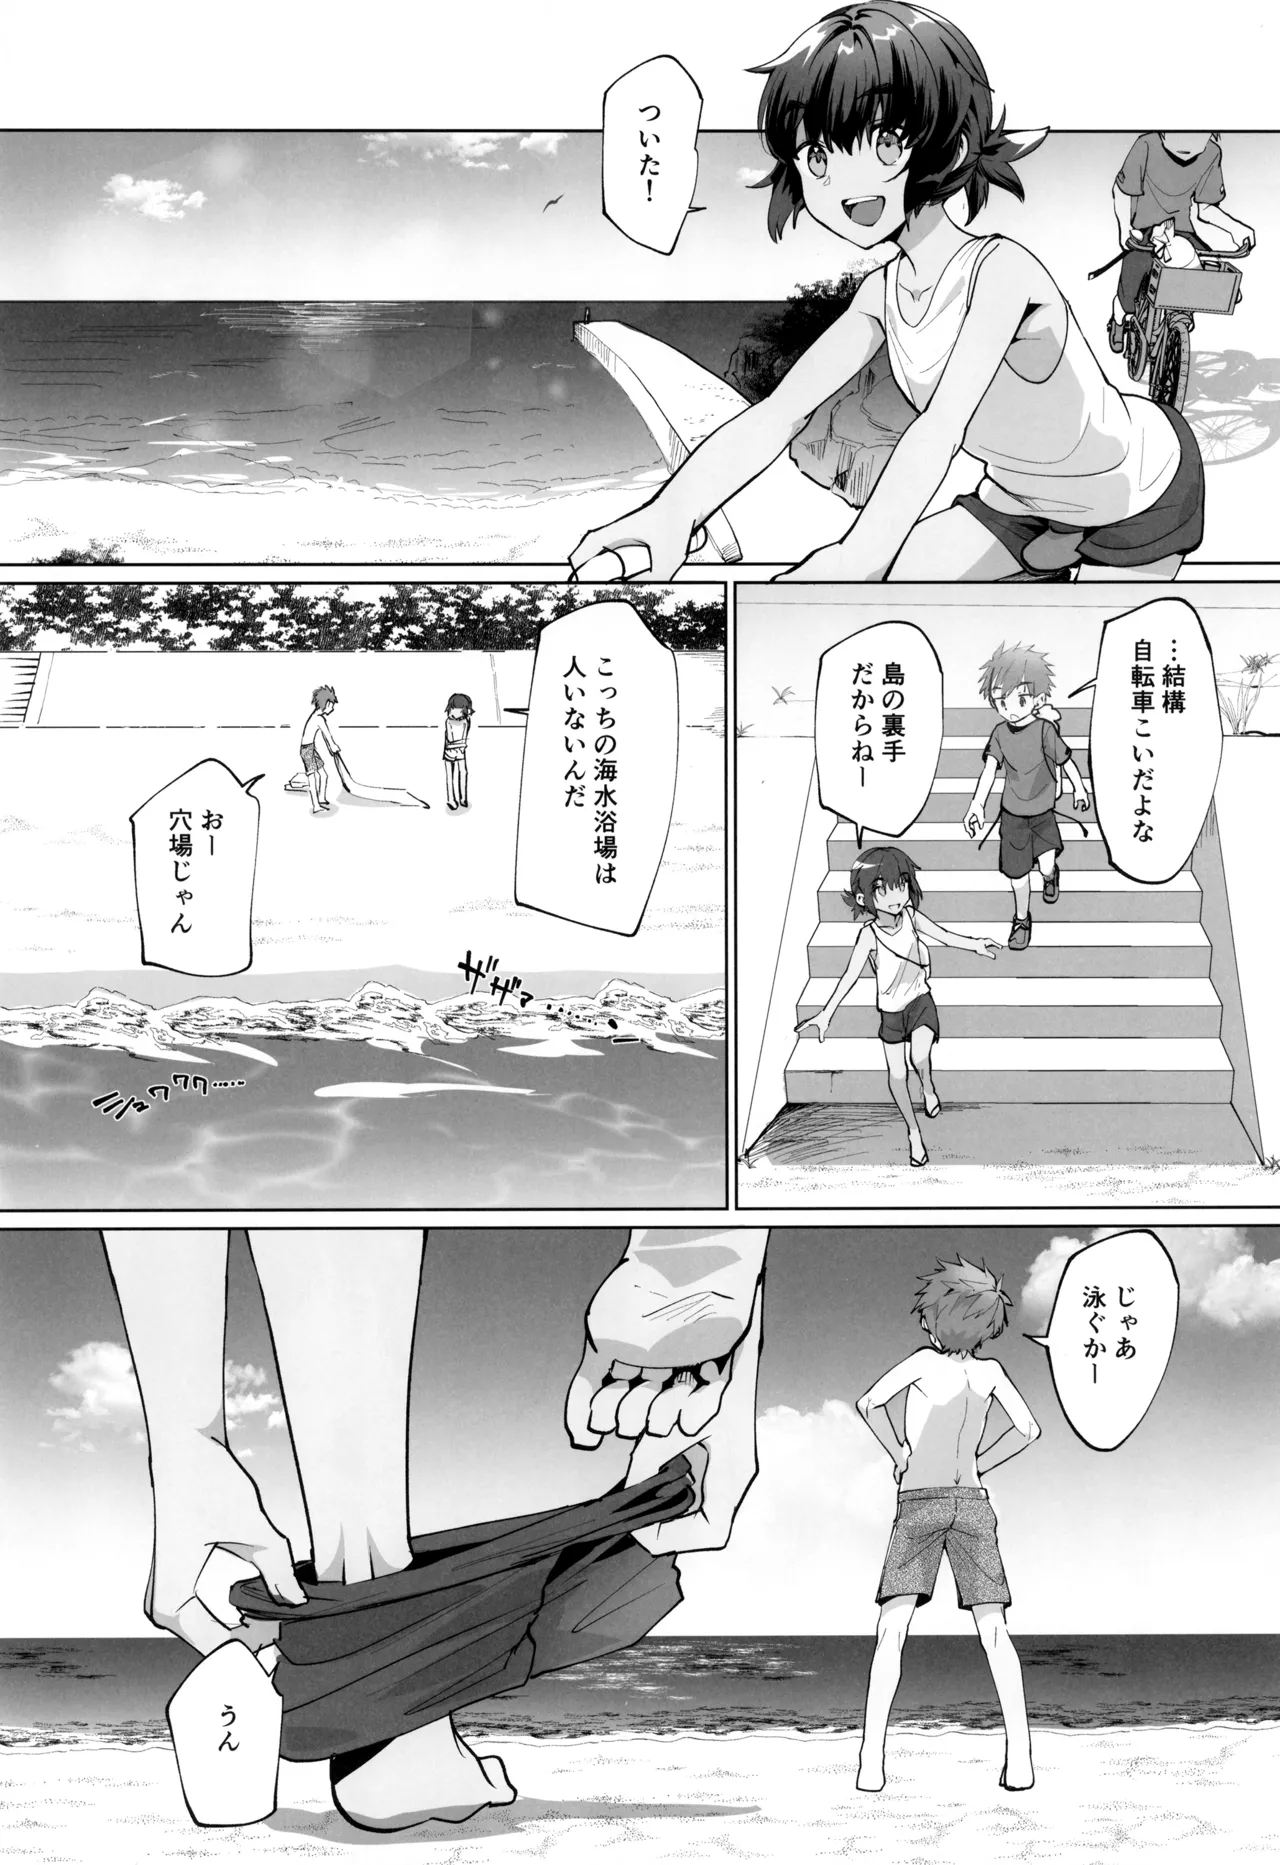 ついた！
…結構
自転車こいだよな
島の裏手
だからねー
こっちの海水浴場は
人いないんだ
おー
穴場じゃん
ザザザァ……
ワワワ……
じゃあ
泳ぐかー
うん